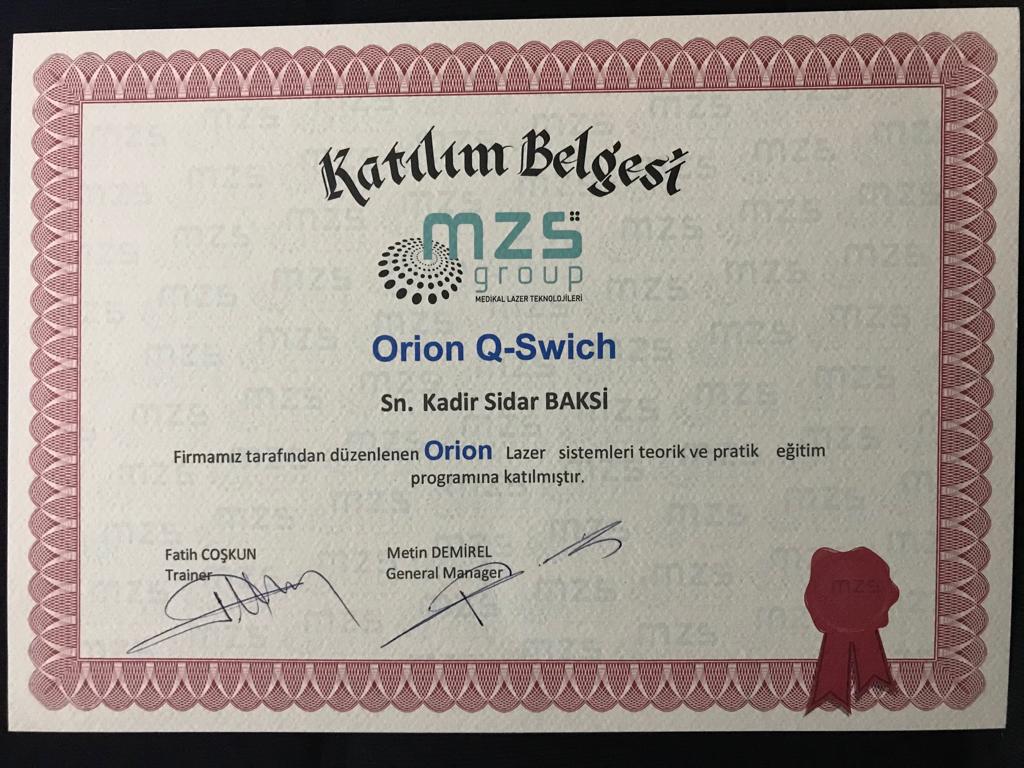 Katılım Belgesi
mzs
group
MEDİKAL LAZER TEKNOLOJİLERİ
Orion Q-Swich
Sn. Kadir Sidar BAKSİ
Firmamız tarafından düzenlenen Orion Lazer sistemleri teorik ve pratik eğitim
programına katılmıştır.
Fatih COŞKUN
Trainer
Metin DEMİREL
General Manager
mzs